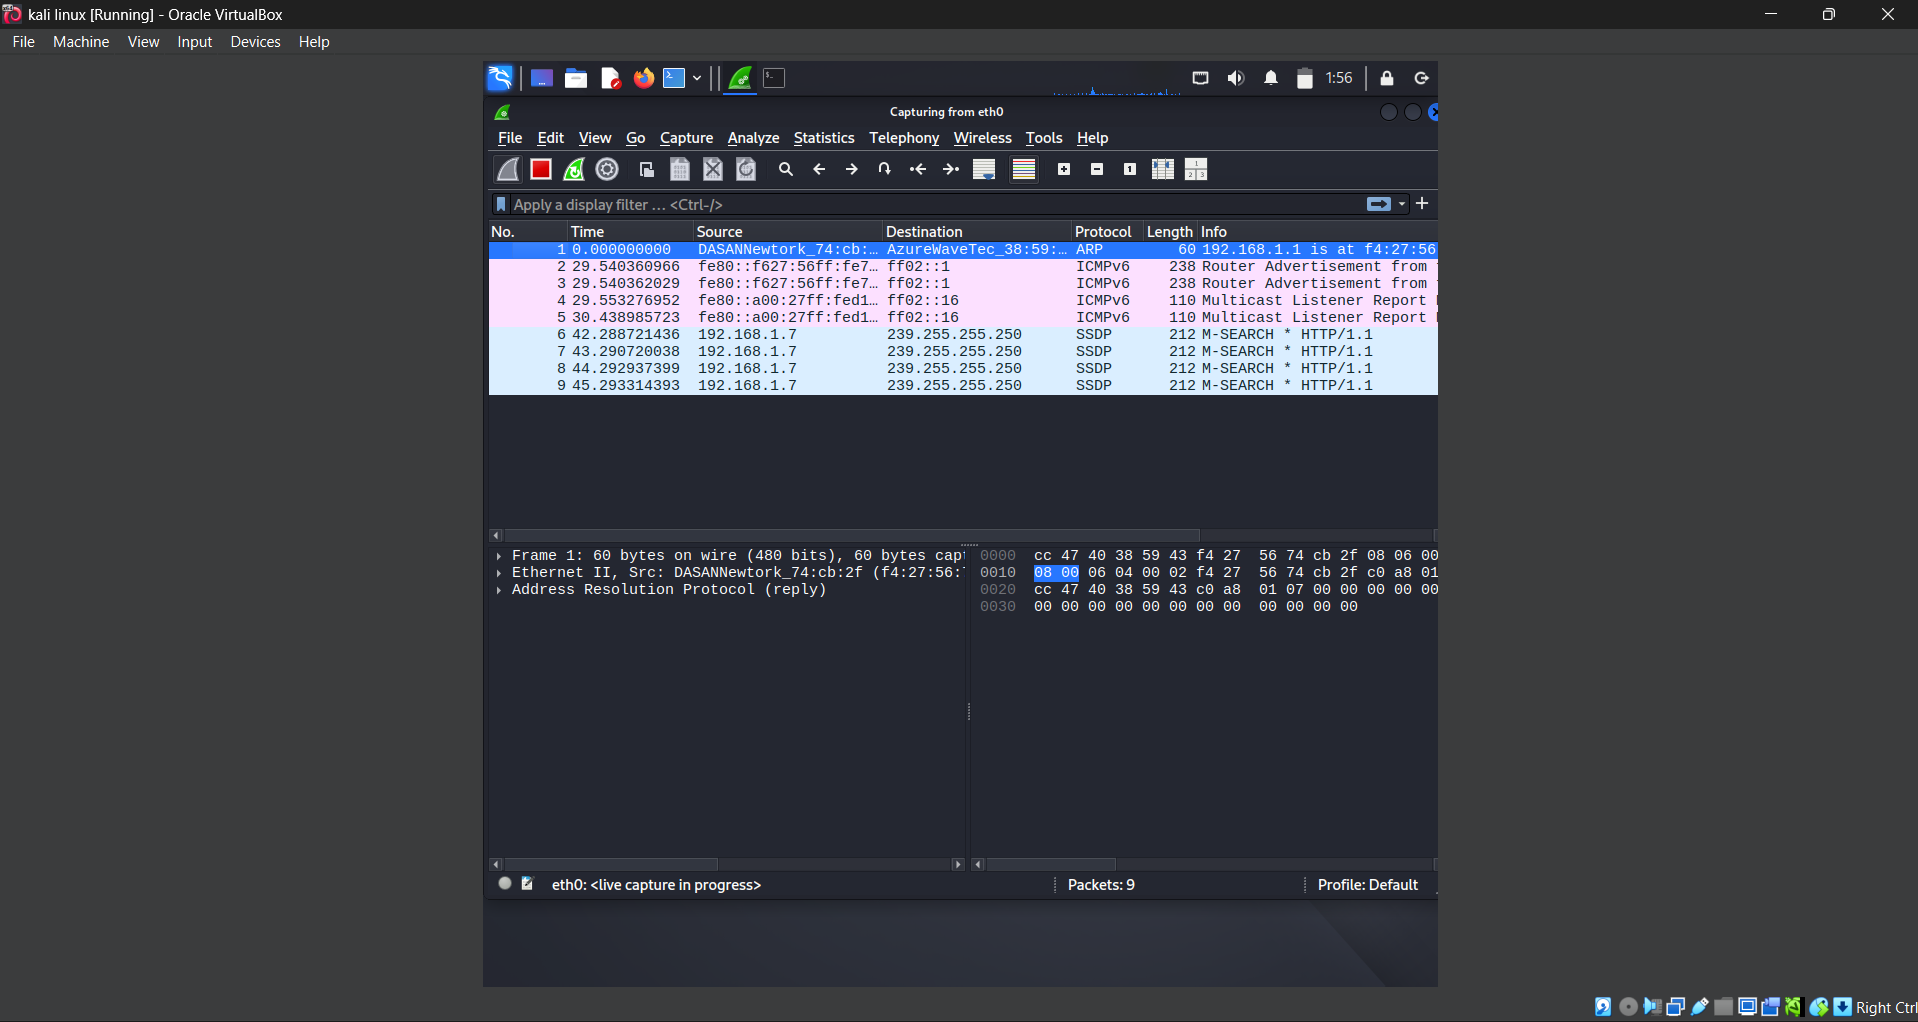 kali linux [Running] - Oracle VirtualBox
File Machine View Input Devices Help
1:56
Capturing from eth0
File Edit View Go Capture Analyze Statistics Telephony Wireless Tools Help
Apply a display filter … <Ctrl-/>
No. Time Source Destination Protocol Length Info
1 0.000000000 DASANNewtork_74:cb:… AzureWaveTec_38:59:… ARP 60 192.168.1.1 is at f4:27:56
2 29.540360966 fe80::f627:56ff:fe7… ff02::1 ICMPv6 238 Router Advertisement from
3 29.540362029 fe80::f627:56ff:fe7… ff02::1 ICMPv6 238 Router Advertisement from
4 29.553276952 fe80::a00:27ff:fed1… ff02::16 ICMPv6 110 Multicast Listener Report
5 30.438985723 fe80::a00:27ff:fed1… ff02::16 ICMPv6 110 Multicast Listener Report
6 42.288721436 192.168.1.7 239.255.255.250 SSDP 212 M-SEARCH * HTTP/1.1
7 43.290720038 192.168.1.7 239.255.255.250 SSDP 212 M-SEARCH * HTTP/1.1
8 44.292937399 192.168.1.7 239.255.255.250 SSDP 212 M-SEARCH * HTTP/1.1
9 45.293314393 192.168.1.7 239.255.255.250 SSDP 212 M-SEARCH * HTTP/1.1
Frame 1: 60 bytes on wire (480 bits), 60 bytes capt
Ethernet II, Src: DASANNewtork_74:cb:2f (f4:27:56:
Address Resolution Protocol (reply)
0000 cc 47 40 38 59 43 f4 27 56 74 cb 2f 08 06 00
0010 08 00 06 04 00 02 f4 27 56 74 cb 2f c0 a8 01
0020 cc 47 40 38 59 43 c0 a8 01 07 00 00 00 00 00
0030 00 00 00 00 00 00 00 00 00 00 00 00
eth0: <live capture in progress>
Packets: 9
Profile: Default
Right Ctrl